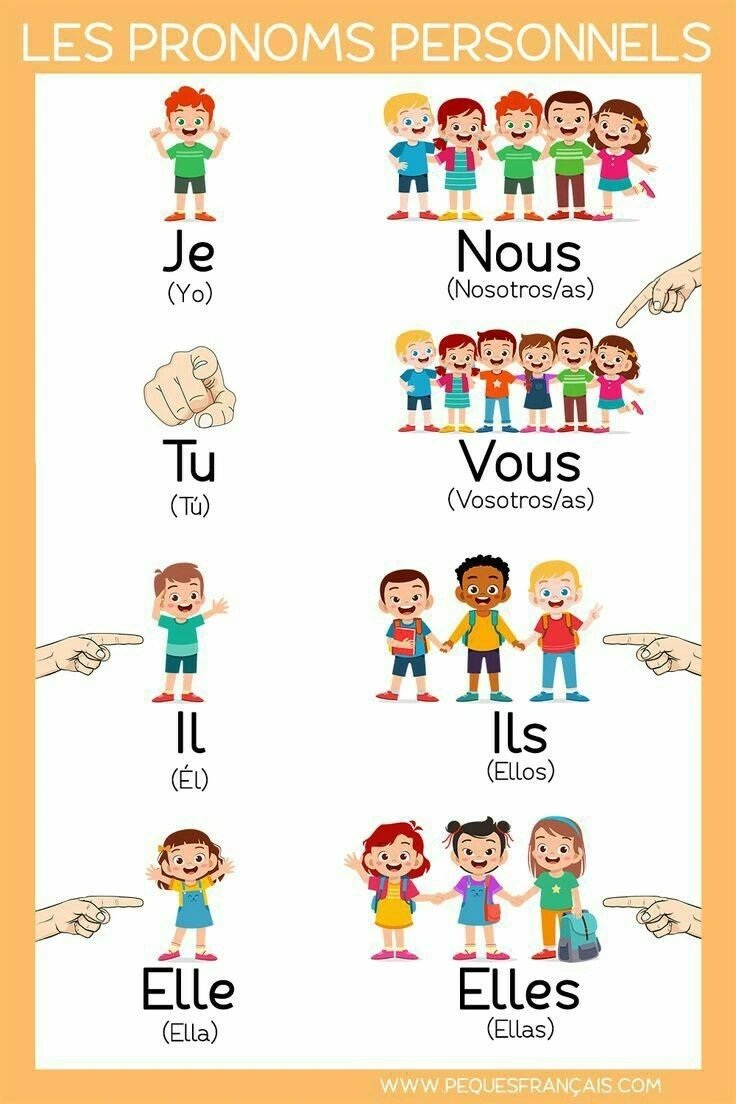 LES PRONOMS PERSONNELS
Je
(Yo)
Nous
(Nosotros/as)
Tu
(Tú)
Vous
(Vosotros/as)
Il
(Él)
Ils
(Ellos)
Elle
(Ella)
Elles
(Ellas)
WWW.PEQUESFRANÇAIS.COM